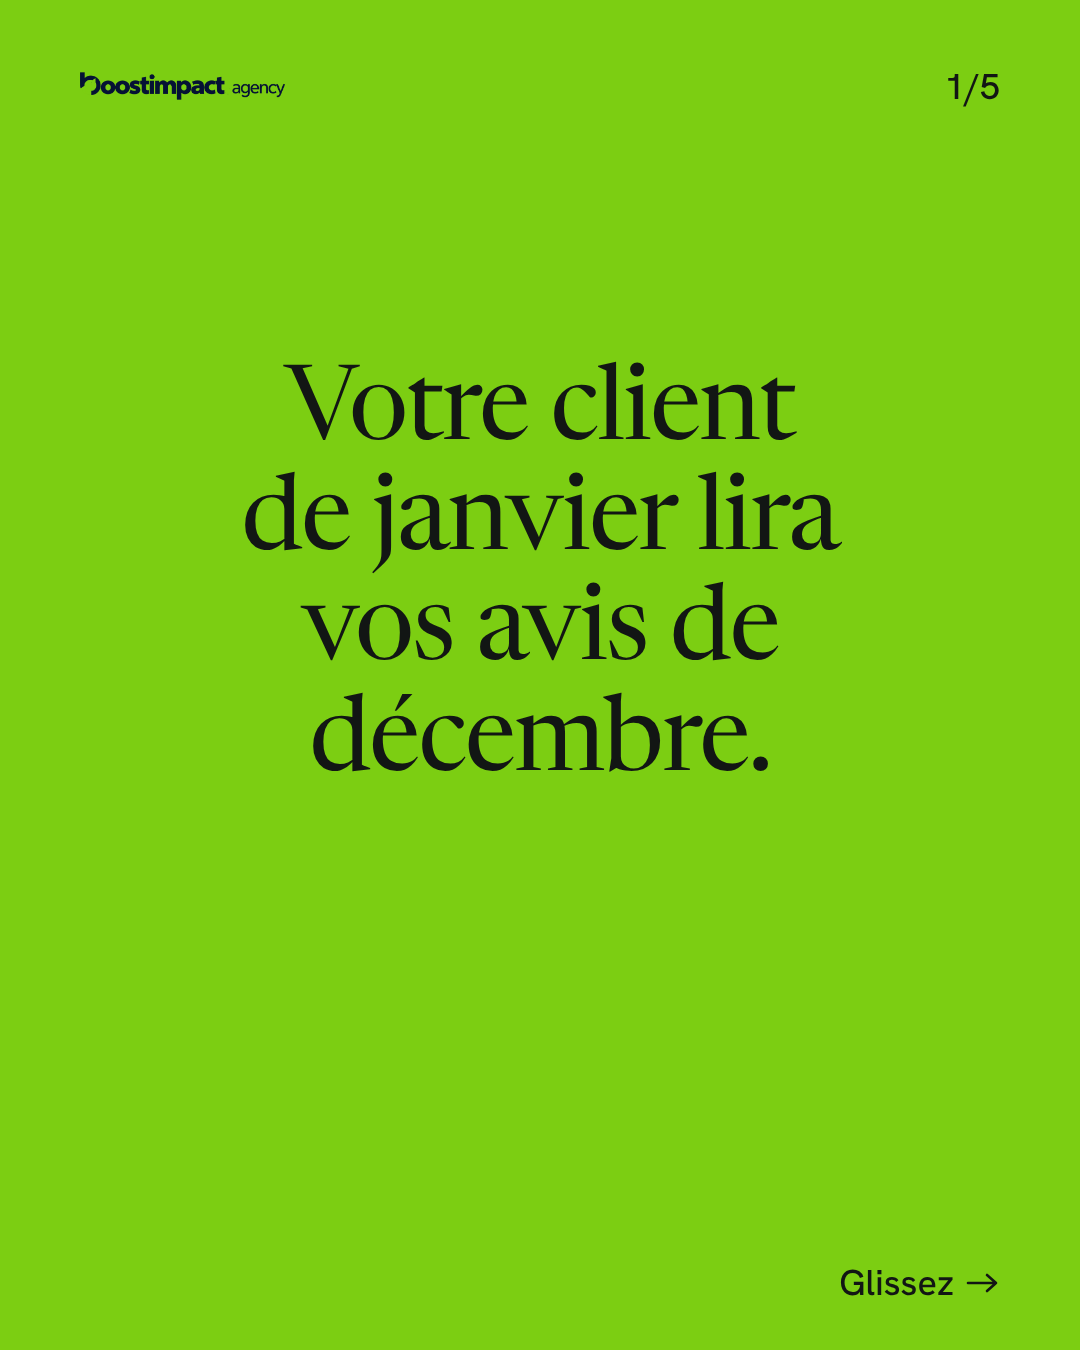 boostimpact agency
1/5
Votre client
de janvier lira
vos avis de
décembre.
Glissez →